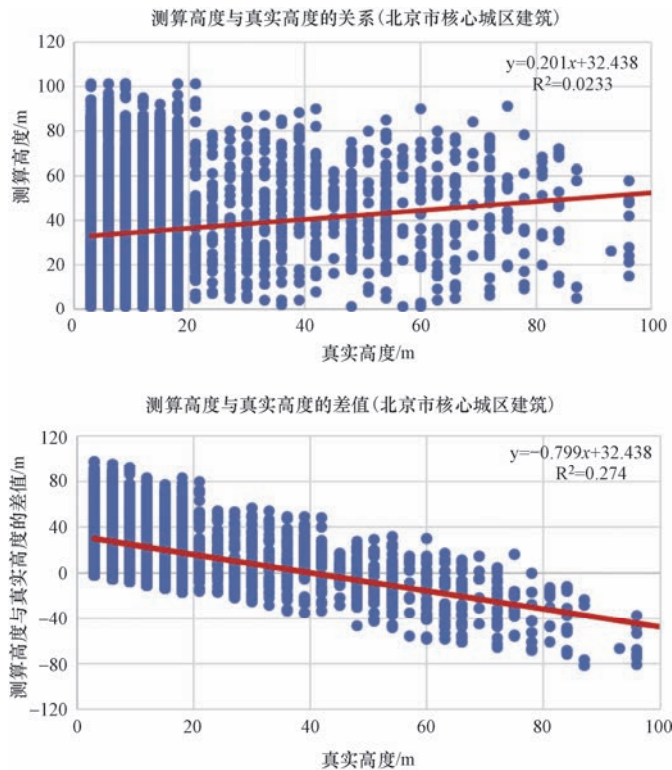 测算高度与真实高度的关系(北京市核心城区建筑)
120
100
80
60
40
20
0
测算高度/m
y=0.201x+32.438
R²=0.0233
0 20 40 60 80 100
真实高度/m
测算高度与真实高度的差值(北京市核心城区建筑)
120
80
40
0
−40
−80
−120
测算高度与真实高度的差值/m
y=−0.799x+32.438
R²=0.274
0 20 40 60 80 100
真实高度/m